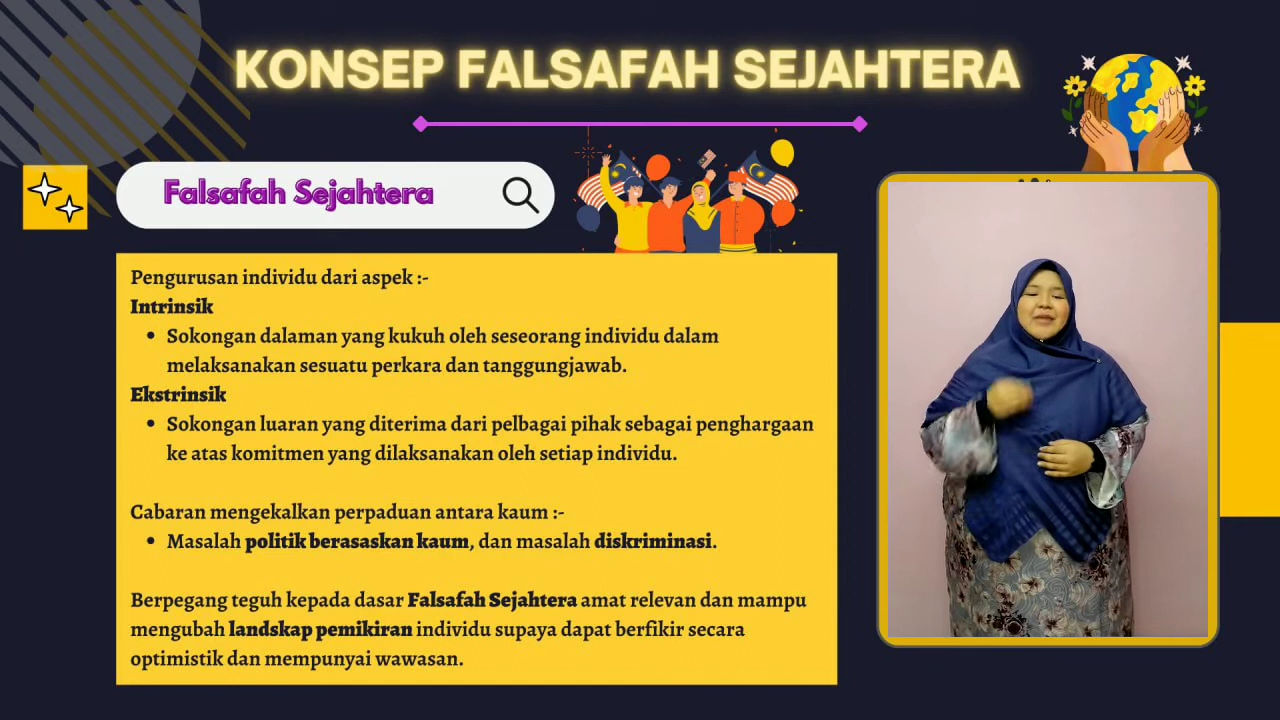 KONSEP FALSAFAH SEJAHTERA
Falsafah Sejahtera
Pengurusan individu dari aspek :-
Intrinsik
• Sokongan dalaman yang kukuh oleh seseorang individu dalam
melaksanakan sesuatu perkara dan tanggungjawab.
Ekstrinsik
• Sokongan luaran yang diterima dari pelbagai pihak sebagai penghargaan
ke atas komitmen yang dilaksanakan oleh setiap individu.
Cabaran mengekalkan perpaduan antara kaum :-
• Masalah politik berasaskan kaum, dan masalah diskriminasi.
Berpegang teguh kepada dasar Falsafah Sejahtera amat relevan dan mampu
mengubah landskap pemikiran individu supaya dapat berfikir secara
optimistik dan mempunyai wawasan.